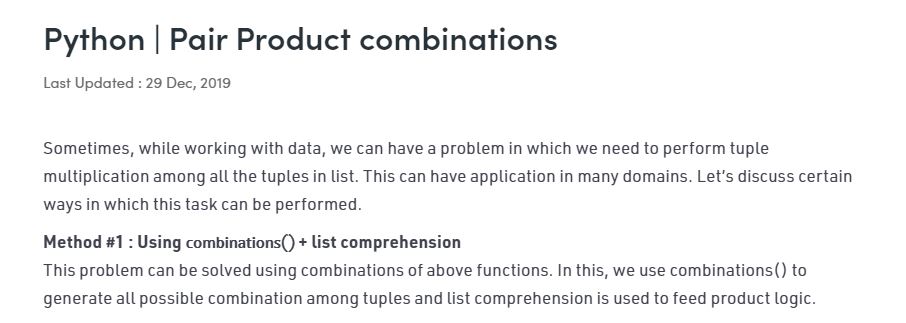 Python | Pair Product combinations
Last Updated : 29 Dec, 2019
Sometimes, while working with data, we can have a problem in which we need to perform tuple
multiplication among all the tuples in list. This can have application in many domains. Let’s discuss certain
ways in which this task can be performed.
Method #1 : Using combinations() + list comprehension
This problem can be solved using combinations of above functions. In this, we use combinations() to
generate all possible combination among tuples and list comprehension is used to feed product logic.